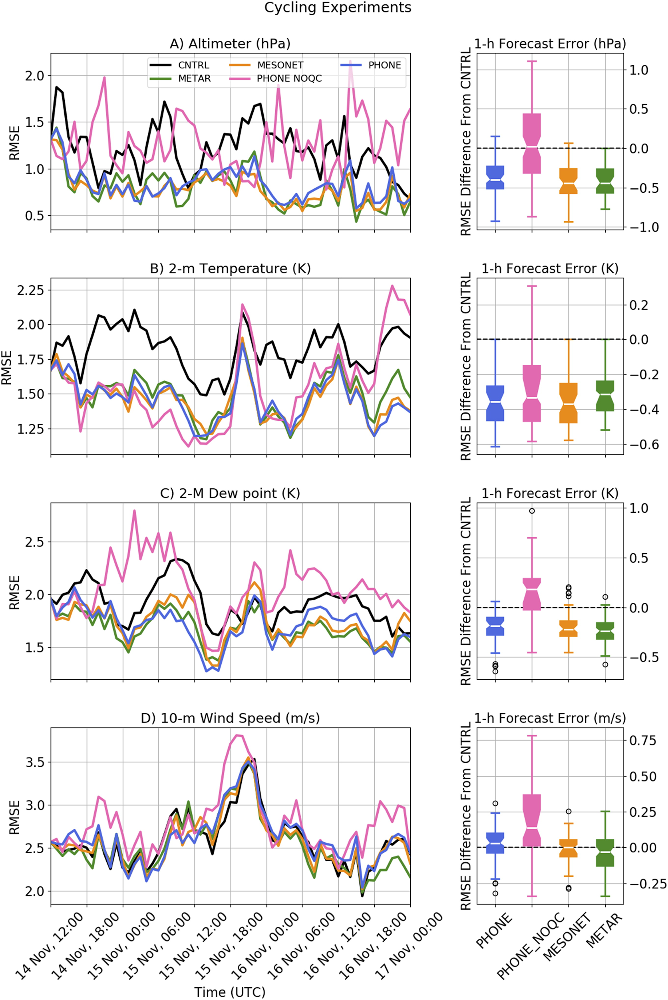 Cycling Experiments
A) Altimeter (hPa)
1-h Forecast Error (hPa)
CNTRL
METAR
MESONET
PHONE NOQC
PHONE
RMSE
2.0
1.5
1.0
0.5
RMSE Difference From CNTRL
1.0
0.5
0.0
−0.5
−1.0
B) 2-m Temperature (K)
1-h Forecast Error (K)
RMSE
2.25
2.00
1.75
1.50
1.25
RMSE Difference From CNTRL
0.2
0.0
−0.2
−0.4
−0.6
C) 2-M Dew point (K)
1-h Forecast Error (K)
RMSE
2.5
2.0
1.5
RMSE Difference From CNTRL
1.0
0.5
0.0
−0.5
D) 10-m Wind Speed (m/s)
1-h Forecast Error (m/s)
RMSE
3.5
3.0
2.5
2.0
RMSE Difference From CNTRL
0.75
0.50
0.25
0.00
−0.25
14 Nov, 12:00
14 Nov, 18:00
15 Nov, 00:00
15 Nov, 06:00
15 Nov, 12:00
15 Nov, 18:00
16 Nov, 00:00
16 Nov, 06:00
16 Nov, 12:00
16 Nov, 18:00
17 Nov, 00:00
Time (UTC)
PHONE
PHONE_NOQC
MESONET
METAR